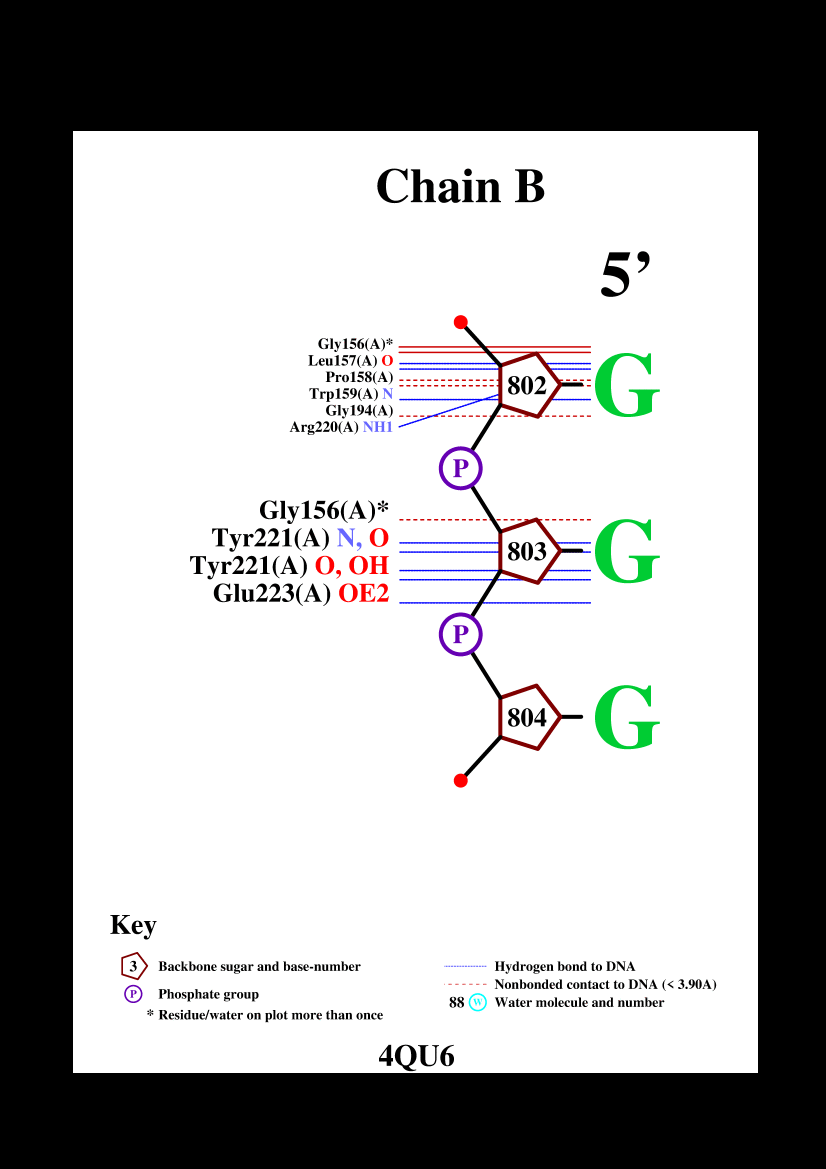 Chain B
5’
Gly156(A)*
Leu157(A) O
Pro158(A)
Trp159(A) N
Gly194(A)
Arg220(A) NH1
802 G
P
Gly156(A)*
Tyr221(A) N, O
Tyr221(A) O, OH
Glu223(A) OE2
803 G
P
804 G
Key
3 Backbone sugar and base-number
P Phosphate group
* Residue/water on plot more than once
Hydrogen bond to DNA
Nonbonded contact to DNA (< 3.90A)
88 W Water molecule and number
4QU6